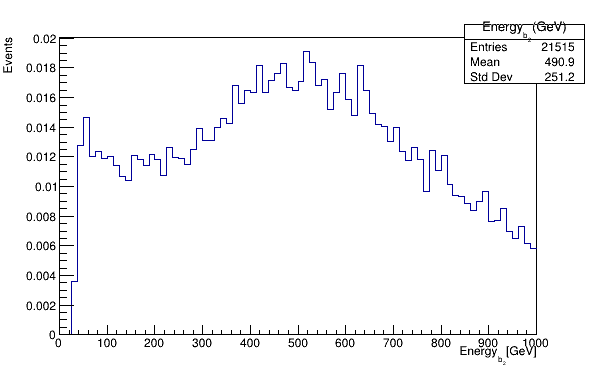 Energy_b₂(GeV)
Entries 21515
Mean 490.9
Std Dev 251.2
Events
0.02
0.018
0.016
0.014
0.012
0.01
0.008
0.006
0.004
0.002
0
0 100 200 300 400 500 600 700 800 900 1000
Energy_b₂[GeV]